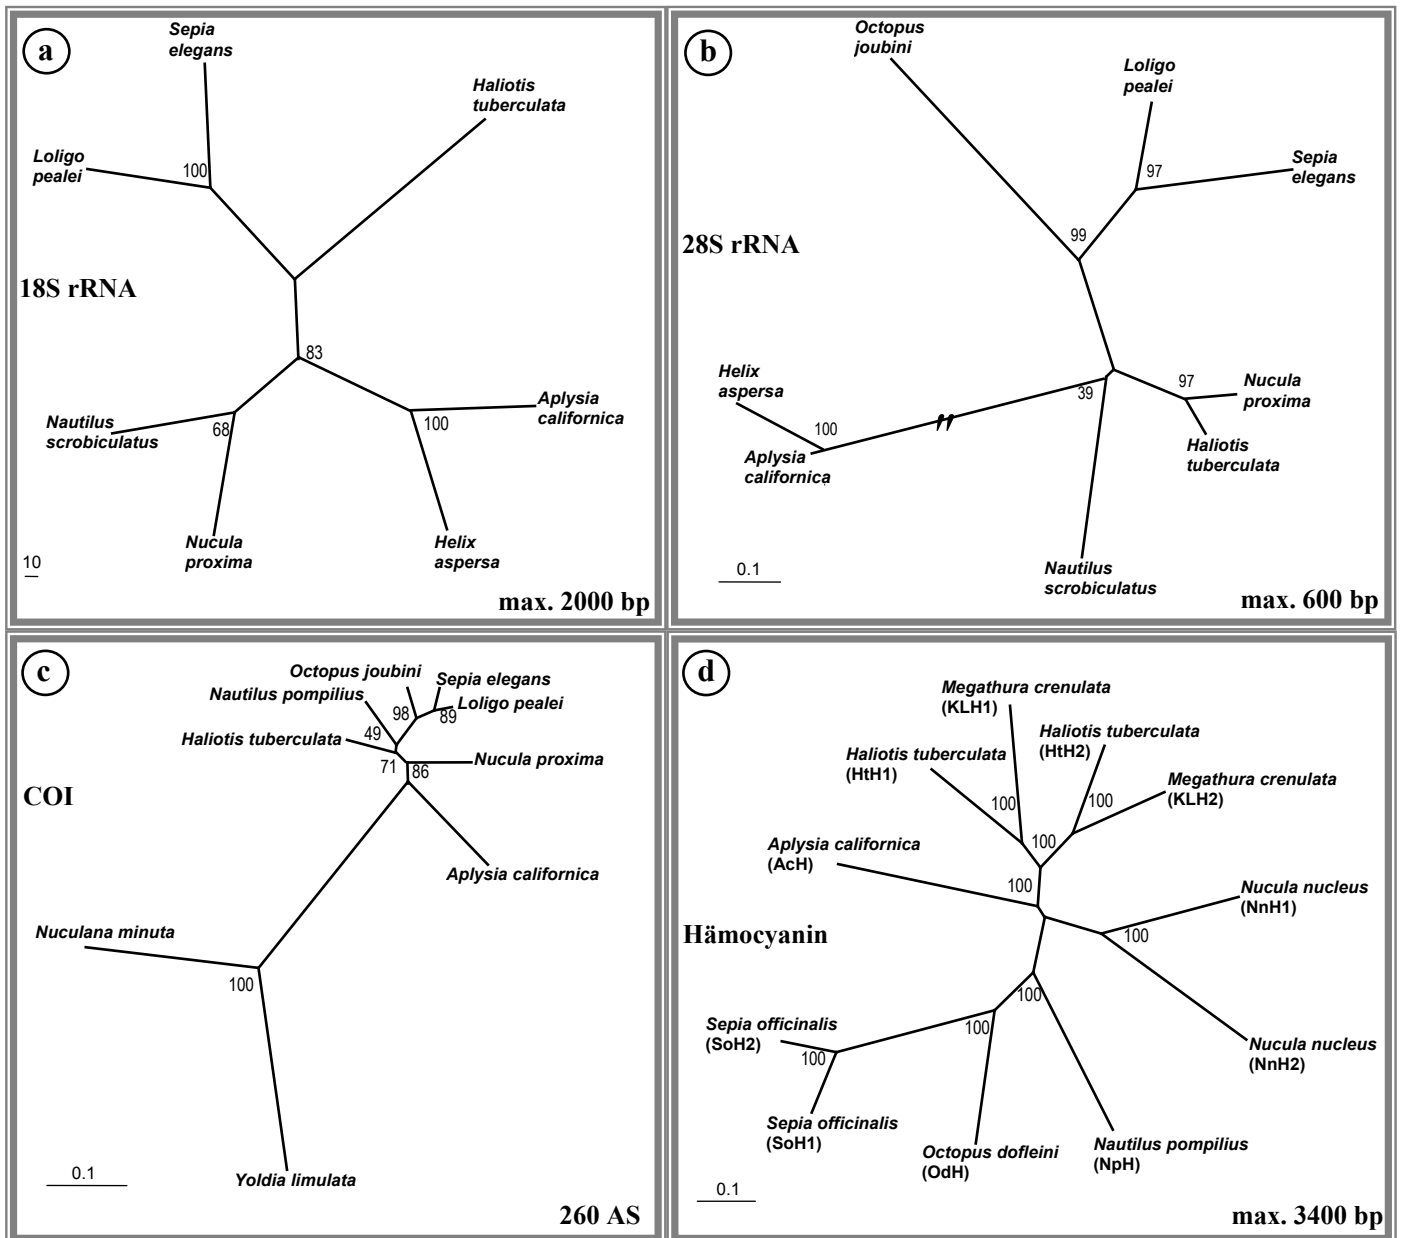 a
Sepia
elegans
Haliotis
tuberculata
Loligo
pealei
100
18S rRNA
83
Nautilus
scrobiculatus
68
Aplysia
californica
100
Nucula
proxima
Helix
aspersa
10
max. 2000 bp
b
Octopus
joubini
Loligo
pealei
97
Sepia
elegans
99
28S rRNA
Helix
aspersa
100
Aplysia
californica
39
97
Nucula
proxima
Haliotis
tuberculata
Nautilus
scrobiculatus
0.1
max. 600 bp
c
Octopus joubini
Sepia elegans
Nautilus pompilius
Loligo pealei
98
89
49
Haliotis tuberculata
71
86
Nucula proxima
COI
Aplysia californica
Nuculana minuta
100
Yoldia limulata
0.1
260 AS
d
Megathura crenulata
(KLH1)
Haliotis tuberculata
(HtH2)
Haliotis tuberculata
(HtH1)
Megathura crenulata
(KLH2)
100
100
100
Aplysia californica
(AcH)
100
Nucula nucleus
(NnH1)
100
Hämocyanin
100
Sepia officinalis
(SoH2)
100
100
Nucula nucleus
(NnH2)
Sepia officinalis
(SoH1)
Octopus dofleini
(OdH)
Nautilus pompilius
(NpH)
0.1
max. 3400 bp